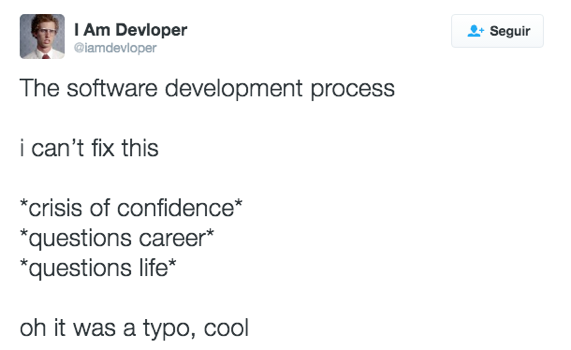 I Am Devloper
@iamdevloper
Seguir
The software development process
i can't fix this
*crisis of confidence*
*questions career*
*questions life*
oh it was a typo, cool